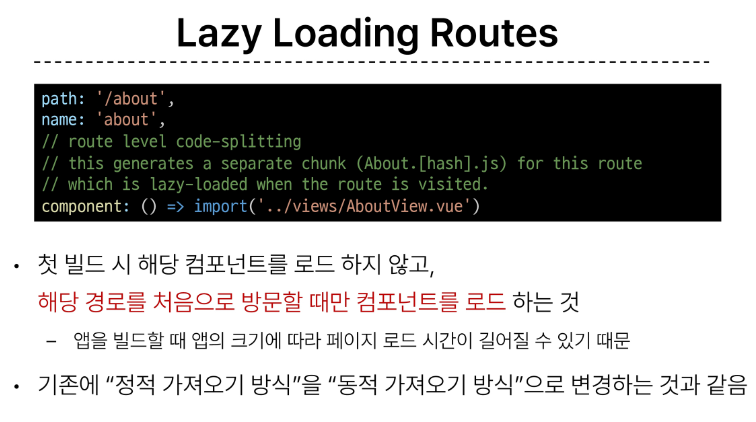 Lazy Loading Routes
path: '/about',
name: 'about',
// route level code-splitting
// this generates a separate chunk (About.[hash].js) for this route
// which is lazy-loaded when the route is visited.
component: () => import('../views/AboutView.vue')
• 첫 빌드 시 해당 컴포넌트를 로드 하지 않고,
해당 경로를 처음으로 방문할 때만 컴포넌트를 로드 하는 것
– 앱을 빌드할 때 앱의 크기에 따라 페이지 로드 시간이 길어질 수 있기 때문
• 기존에 “정적 가져오기 방식”을 “동적 가져오기 방식”으로 변경하는 것과 같음